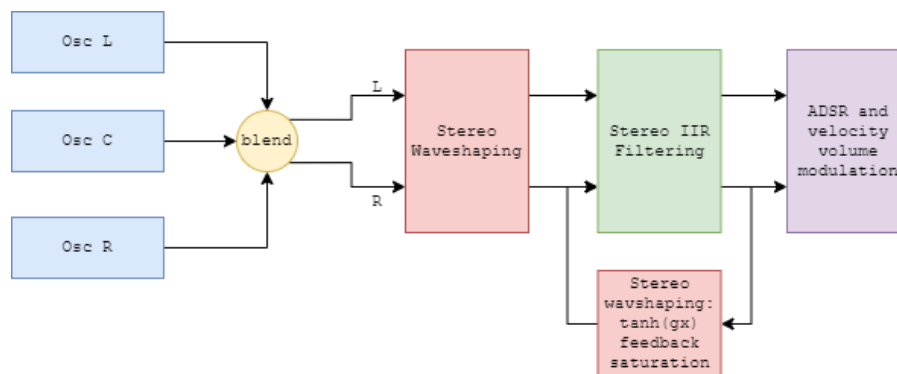 Osc L
Osc C
Osc R
blend
L
R
Stereo
Waveshaping
Stereo IIR
Filtering
ADSR and
velocity
volume
modulation
Stereo
wavshaping:
tanh(gx)
feedback
saturation